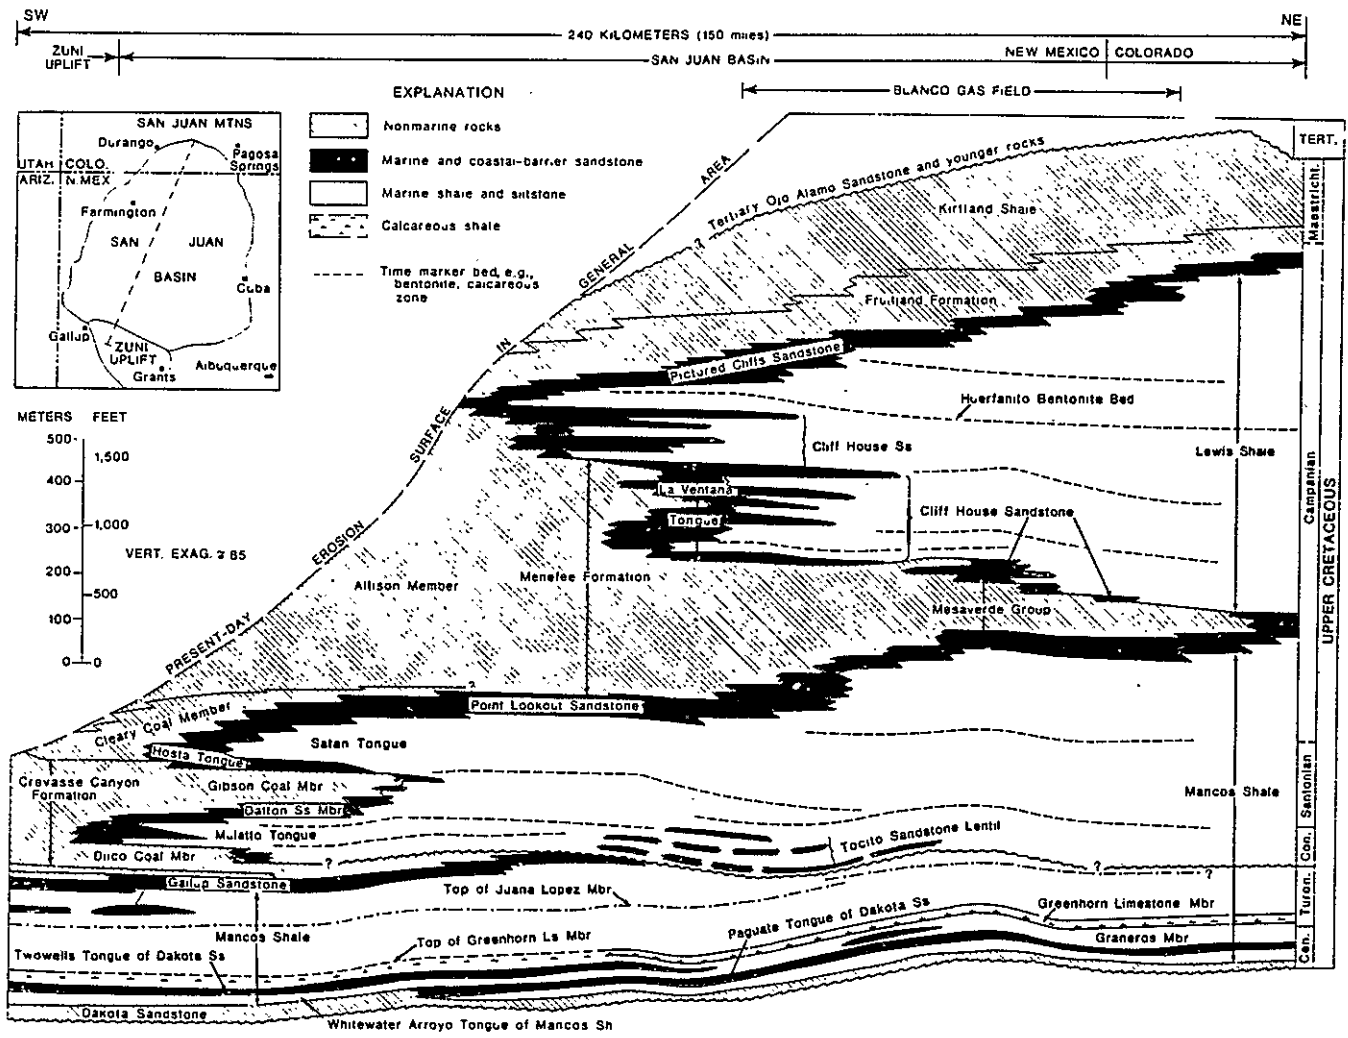 SW
NE
240 KILOMETERS (150 miles)
ZUNI
UPLIFT
SAN JUAN BASIN
NEW MEXICO
COLORADO
BLANCO GAS FIELD
EXPLANATION
Nonmarine rocks
Marine and coastal-barrier sandstone
Marine shale and siltstone
Calcareous shale
Time marker bed, e.g.,
bentonite, calcareous
zone
SAN JUAN MTNS
Durango
Pagosa
Springs
UTAH
COLO.
ARIZ.
N.MEX
Farmington
SAN
JUAN
BASIN
Cuba
Gallup
ZUNI
UPLIFT
Grants
Albuquerque
METERS
FEET
500
1,500
400
300
1,000
200
500
100
0
0
VERT. EXAG. ≅ 85
PRESENT-DAY
EROSION
SURFACE
IN
GENERAL
AREA
? Tertiary Ojo Alamo Sandstone and younger rocks
Kirtland Shale
Fruitland Formation
Pictured Cliffs Sandstone
Huerfanito Bentonite Bed
Cliff House Ss
Lewis Shale
La Ventana
Tongue
Cliff House Sandstone
Allison Member
Menefee Formation
Mesaverde Group
?
Point Lookout Sandstone
Cleary Coal Member
Satan Tongue
Hosta Tongue
Crevasse Canyon
Formation
Gibson Coal Mbr
Dalton Ss Mbr
Mancos Shale
Mulatto Tongue
Tocito Sandstone Lentil
Dilco Coal Mbr
?
?
?
Gallup Sandstone
Top of Juana Lopez Mbr
Greenhorn Limestone Mbr
Paguate Tongue of Dakota Ss
Mancos Shale
Top of Greenhorn Ls Mbr
Graneros Mbr
Twowells Tongue of Dakota Ss
Dakota Sandstone
Whitewater Arroyo Tongue of Mancos Sh
TERT.
Maestricht.
Campanian
Santonian
Con.
Turon.
Cen.
UPPER CRETACEOUS